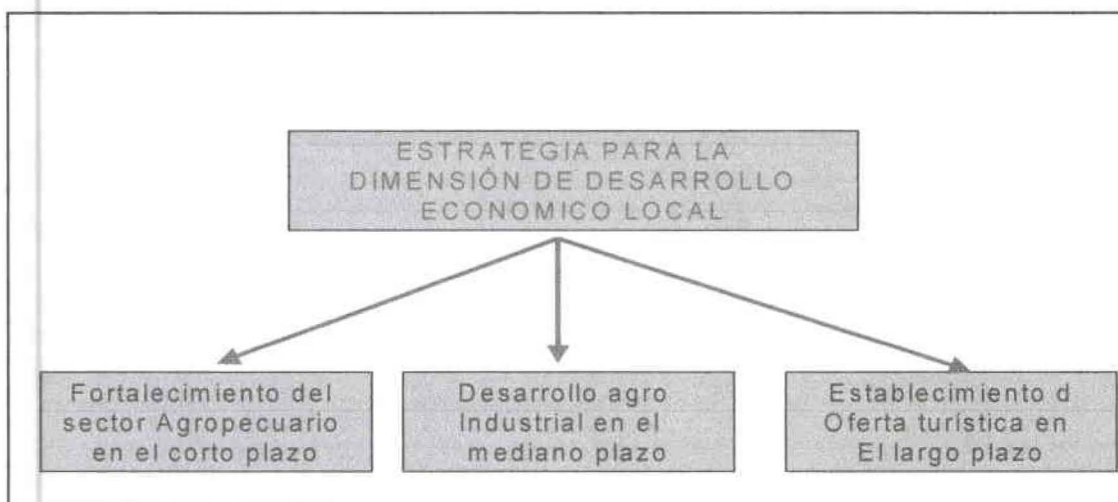 ESTRATEGIA PARA LA
DIMENSIÓN DE DESARROLLO
ECONOMICO LOCAL
Fortalecimiento del
sector Agropecuario
en el corto plazo
Desarrollo agro
Industrial en el
mediano plazo
Establecimiento d
Oferta turística en
El largo plazo